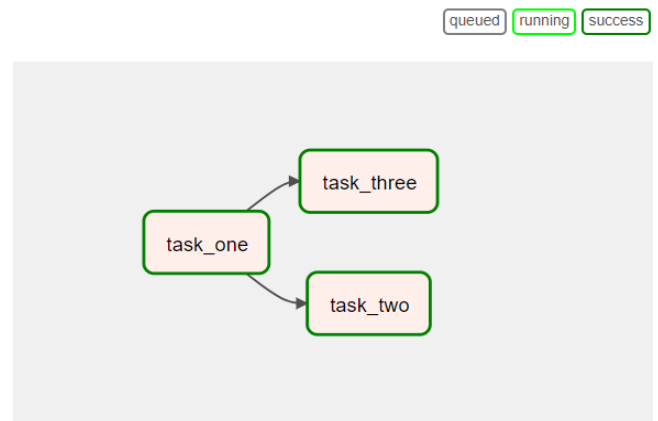 queued running success
task_three
task_one
task_two